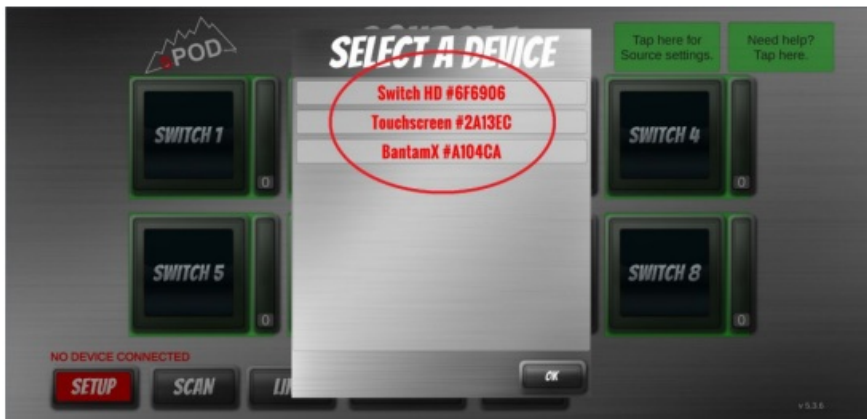 SPOD
SELECT A DEVICE
Tap here for
Source settings.
Need help?
Tap here.
Switch HD #6F6906
Touchscreen #2A13EC
BantamX #A104CA
SWITCH 1
0
SWITCH 4
0
SWITCH 5
0
SWITCH 8
0
NO DEVICE CONNECTED
SETUP
SCAN
OK
v 5.3.6